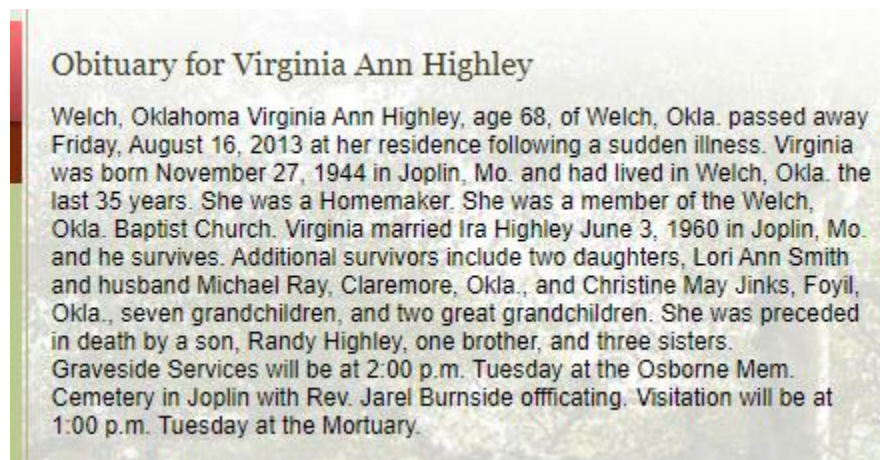 Obituary for Virginia Ann Highley
Welch, Oklahoma Virginia Ann Highley, age 68, of Welch, Okla. passed away
Friday, August 16, 2013 at her residence following a sudden illness. Virginia
was born November 27, 1944 in Joplin, Mo. and had lived in Welch, Okla. the
last 35 years. She was a Homemaker. She was a member of the Welch,
Okla. Baptist Church. Virginia married Ira Highley June 3, 1960 in Joplin, Mo.
and he survives. Additional survivors include two daughters, Lori Ann Smith
and husband Michael Ray, Claremore, Okla., and Christine May Jinks, Foyil,
Okla., seven grandchildren, and two great grandchildren. She was preceded
in death by a son, Randy Highley, one brother, and three sisters.
Graveside Services will be at 2:00 p.m. Tuesday at the Osborne Mem.
Cemetery in Joplin with Rev. Jarel Burnside offficating. Visitation will be at
1:00 p.m. Tuesday at the Mortuary.